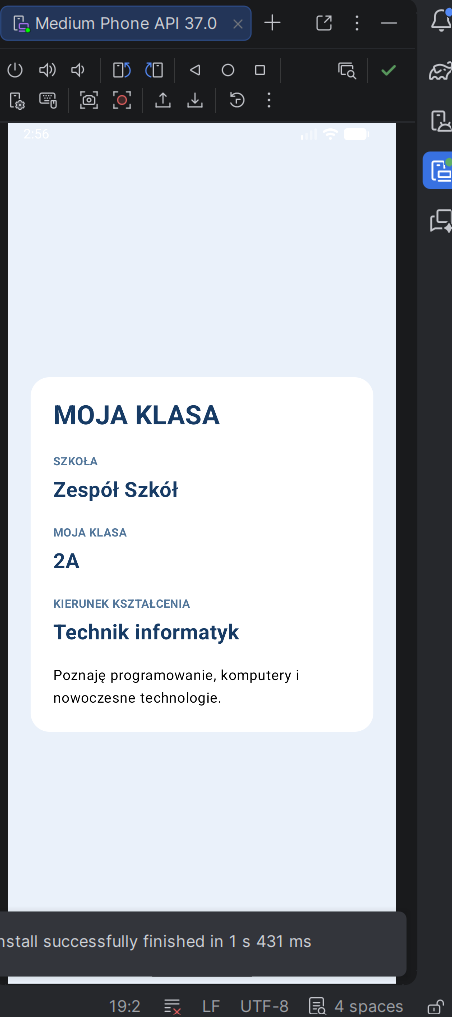 Medium Phone API 37.0
2:56
MOJA KLASA
SZKOŁA
Zespół Szkół
MOJA KLASA
2A
KIERUNEK KSZTAŁCENIA
Technik informatyk
Poznaję programowanie, komputery i
nowoczesne technologie.
nstall successfully finished in 1 s 431 ms
19:2 LF UTF-8 4 spaces